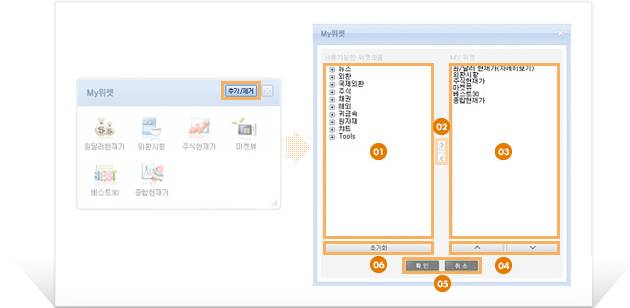 My위젯
추가/제거
원달러현재가
외환시황
주식현재가
마켓뷰
베스트30
종합현재가
My위젯
사용가능한 위젯모음
뉴스
외환
국제외환
주식
채권
해외
귀금속
원자재
챠트
Tools
01
초기화
06
02
MY 위젯
원/달러 현재가(자세히보기)
외환시황
주식현재가
마켓뷰
베스트30
종합현재가
03
04
확인
취소
05